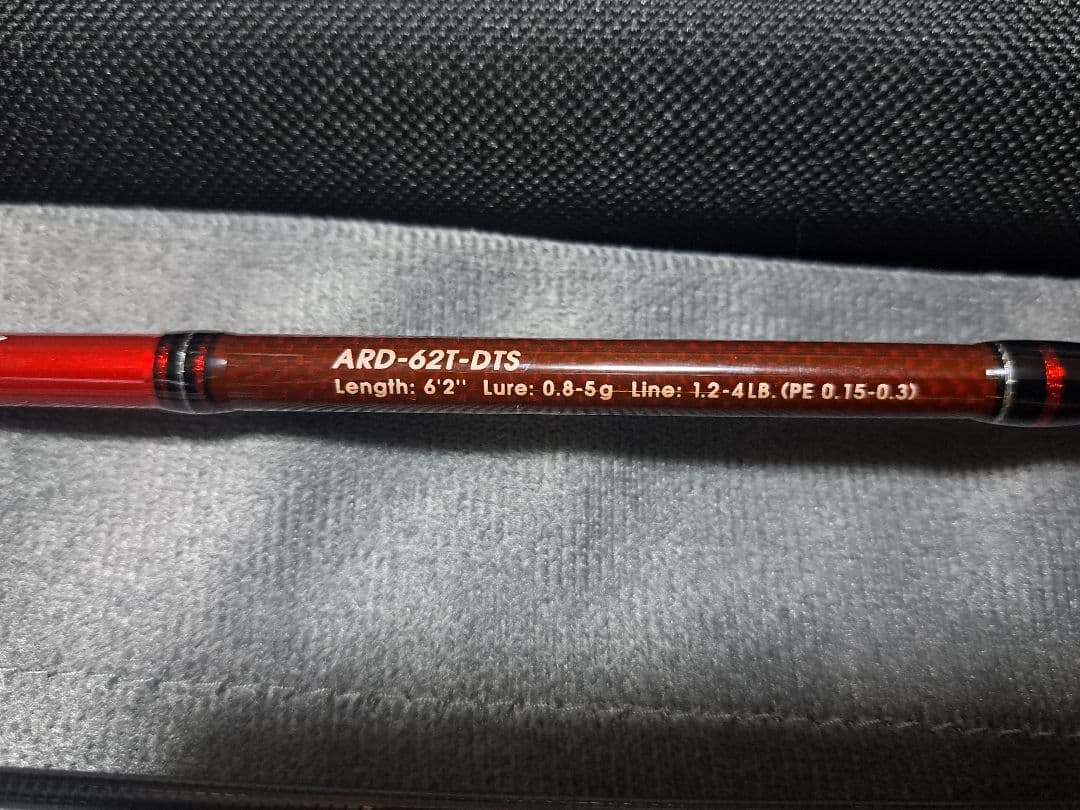 ARD-62T-DTS
Length: 6'2" Lure: 0.8-5g Line: 1.2-4LB. (PE 0.15-0.3)